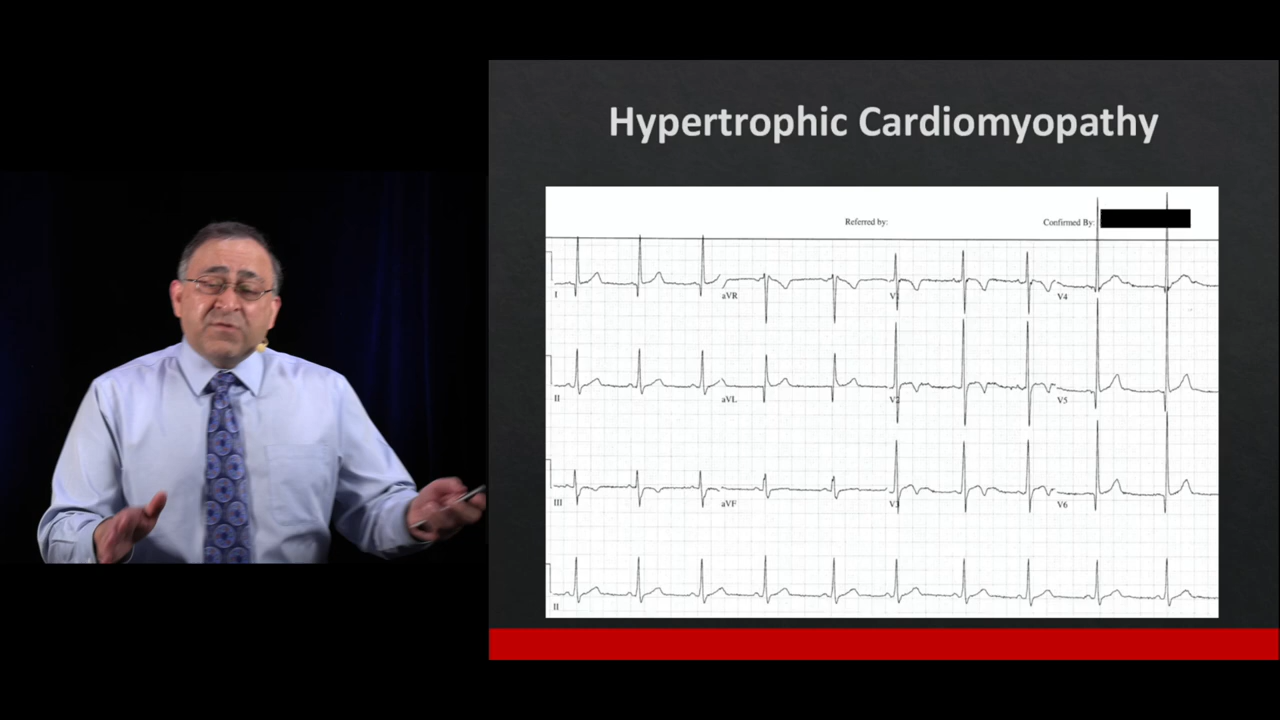 Hypertrophic Cardiomyopathy
Referred by: Confirmed By:
I aVR V4
II aVL V5
III aVF V6
II